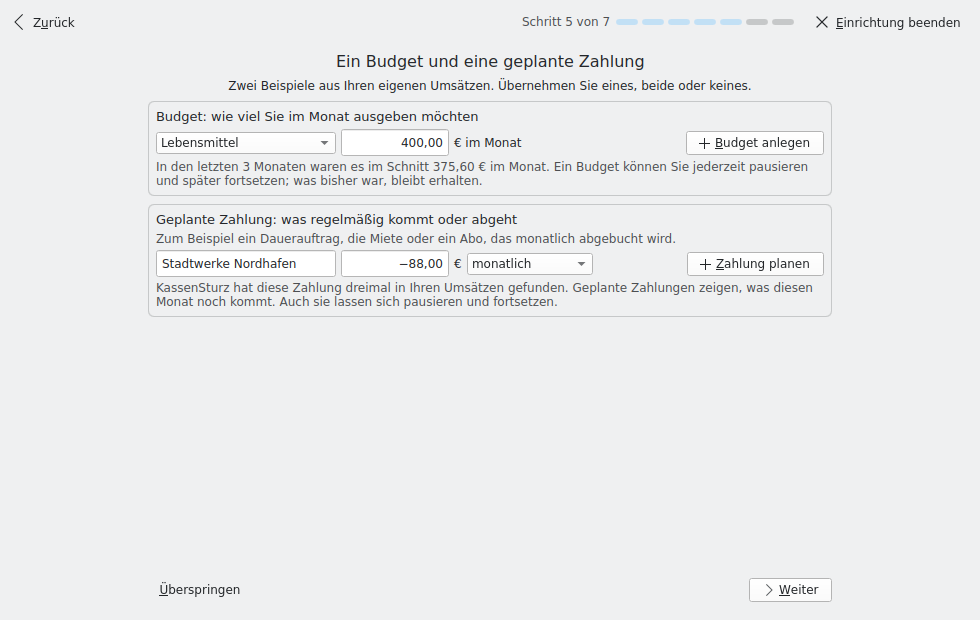 Zurück
Schritt 5 von 7
Einrichtung beenden
Ein Budget und eine geplante Zahlung
Zwei Beispiele aus Ihren eigenen Umsätzen. Übernehmen Sie eines, beide oder keines.
Budget: wie viel Sie im Monat ausgeben möchten
Lebensmittel 400,00 € im Monat Budget anlegen
In den letzten 3 Monaten waren es im Schnitt 375,60 € im Monat. Ein Budget können Sie jederzeit pausieren
und später fortsetzen; was bisher war, bleibt erhalten.
Geplante Zahlung: was regelmäßig kommt oder abgeht
Zum Beispiel ein Dauerauftrag, die Miete oder ein Abo, das monatlich abgebucht wird.
Stadtwerke Nordhafen −88,00 € monatlich Zahlung planen
KassenSturz hat diese Zahlung dreimal in Ihren Umsätzen gefunden. Geplante Zahlungen zeigen, was diesen
Monat noch kommt. Auch sie lassen sich pausieren und fortsetzen.
Überspringen
Weiter